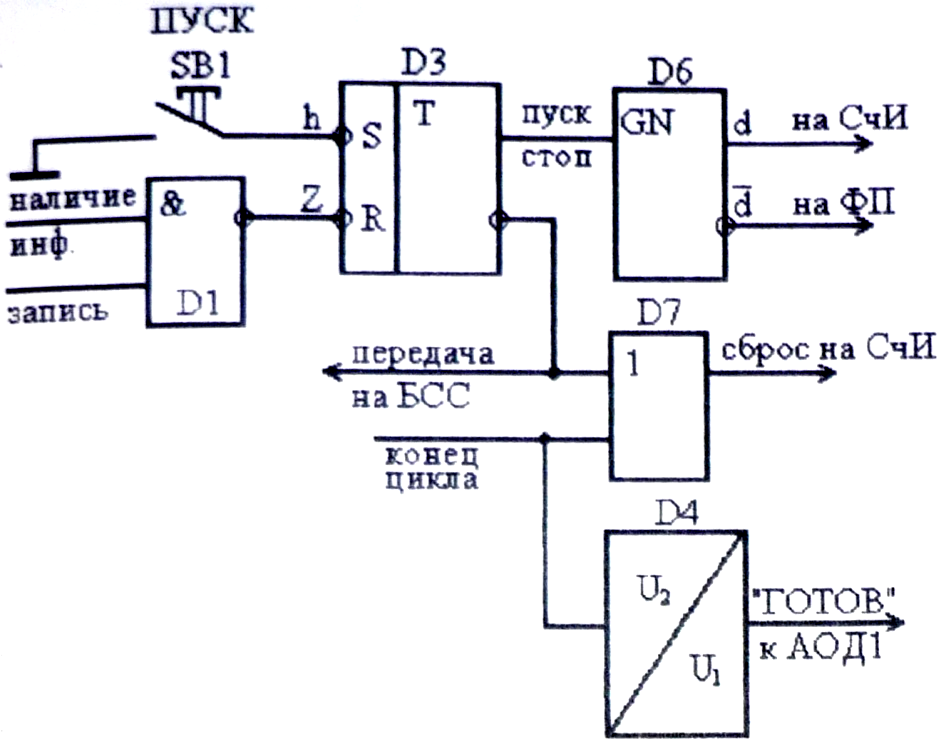 ПУСК
SB1
D3
D6
h
S
T
пуск
стоп
GN
d
на СчИ
наличие
инф.
&
Z
R
d̅
на ФП
запись
D1
D7
передача
на БСС
1
сброс на СчИ
конец
цикла
D4
U₂
U₁
"ГОТОВ"
к АОД1